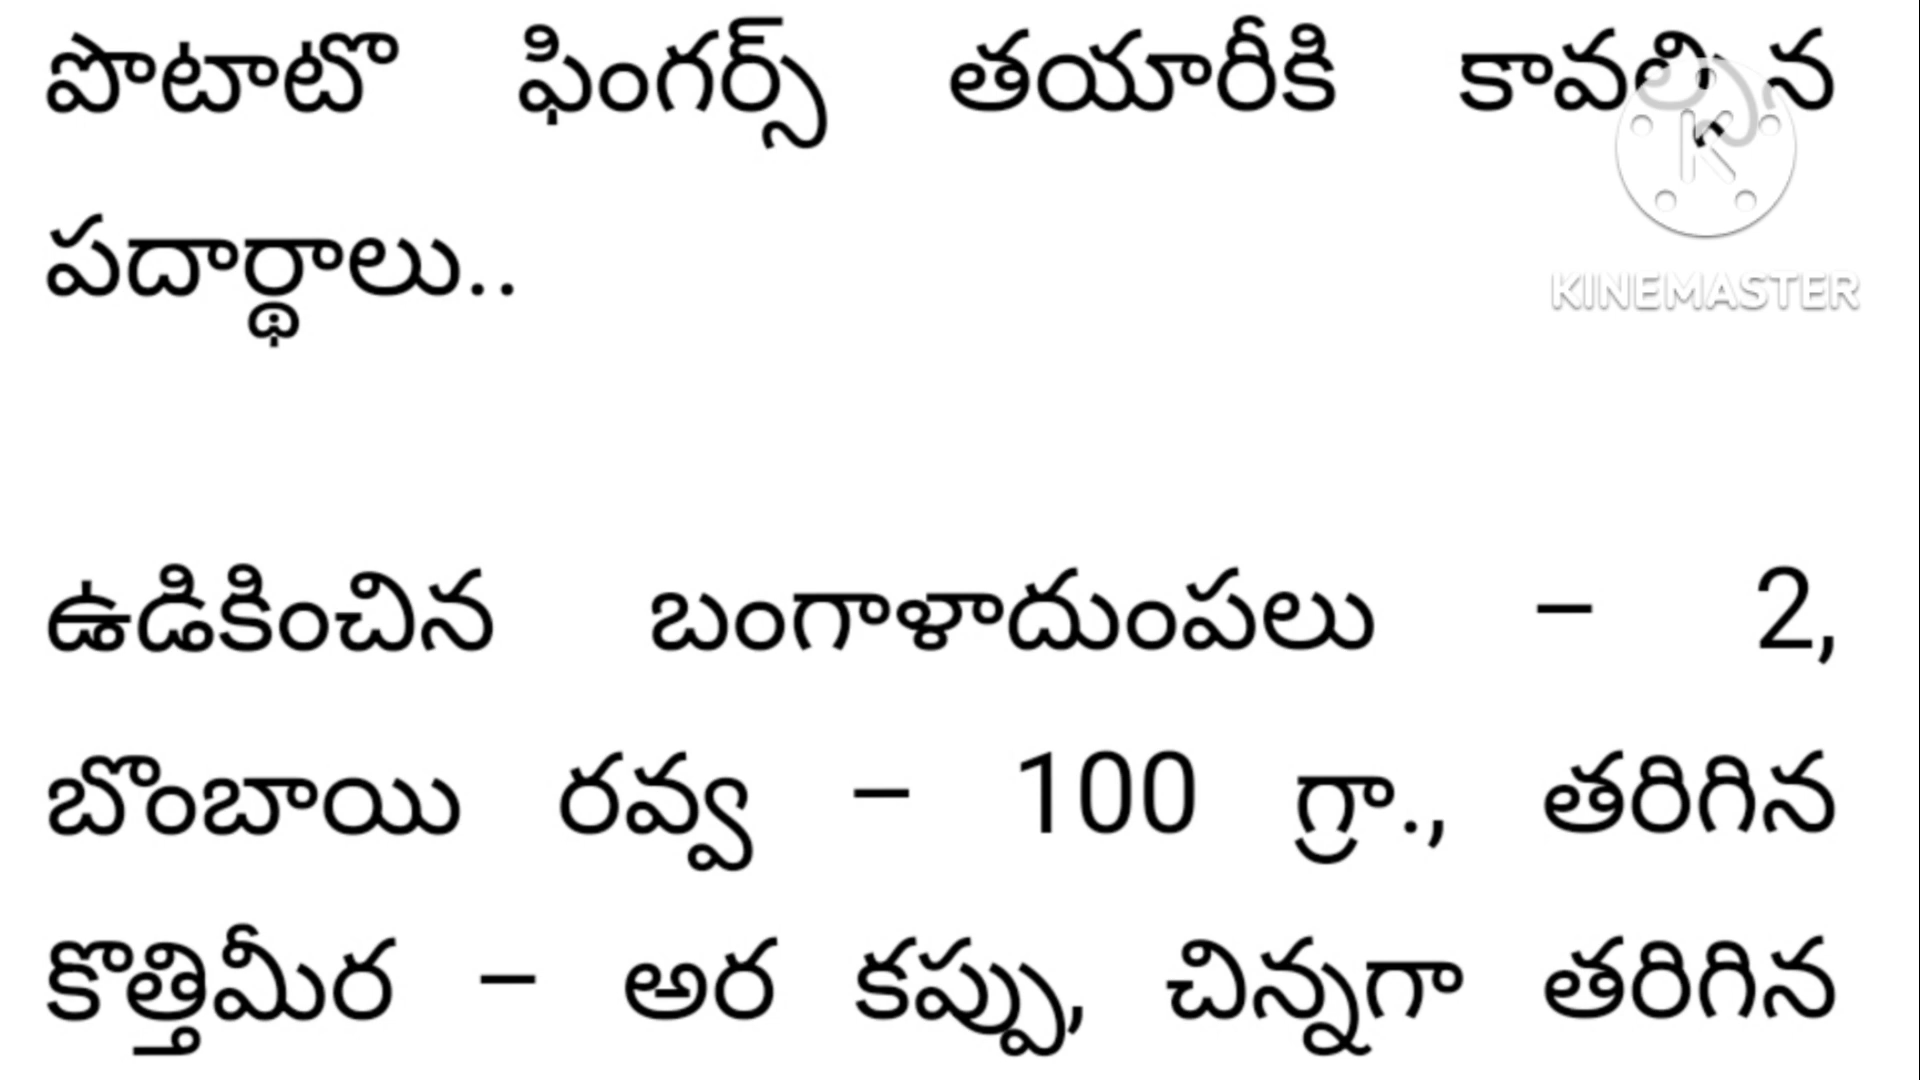 పొటాటొ ఫింగర్స్ తయారీకి కావల్సిన
పదార్థాలు..
KINEMASTER
ఉడికించిన బంగాళాదుంపలు – 2,
బొంబాయి రవ్వ – 100 గ్రా., తరిగిన
కొత్తిమీర – అర కప్పు, చిన్నగా తరిగిన